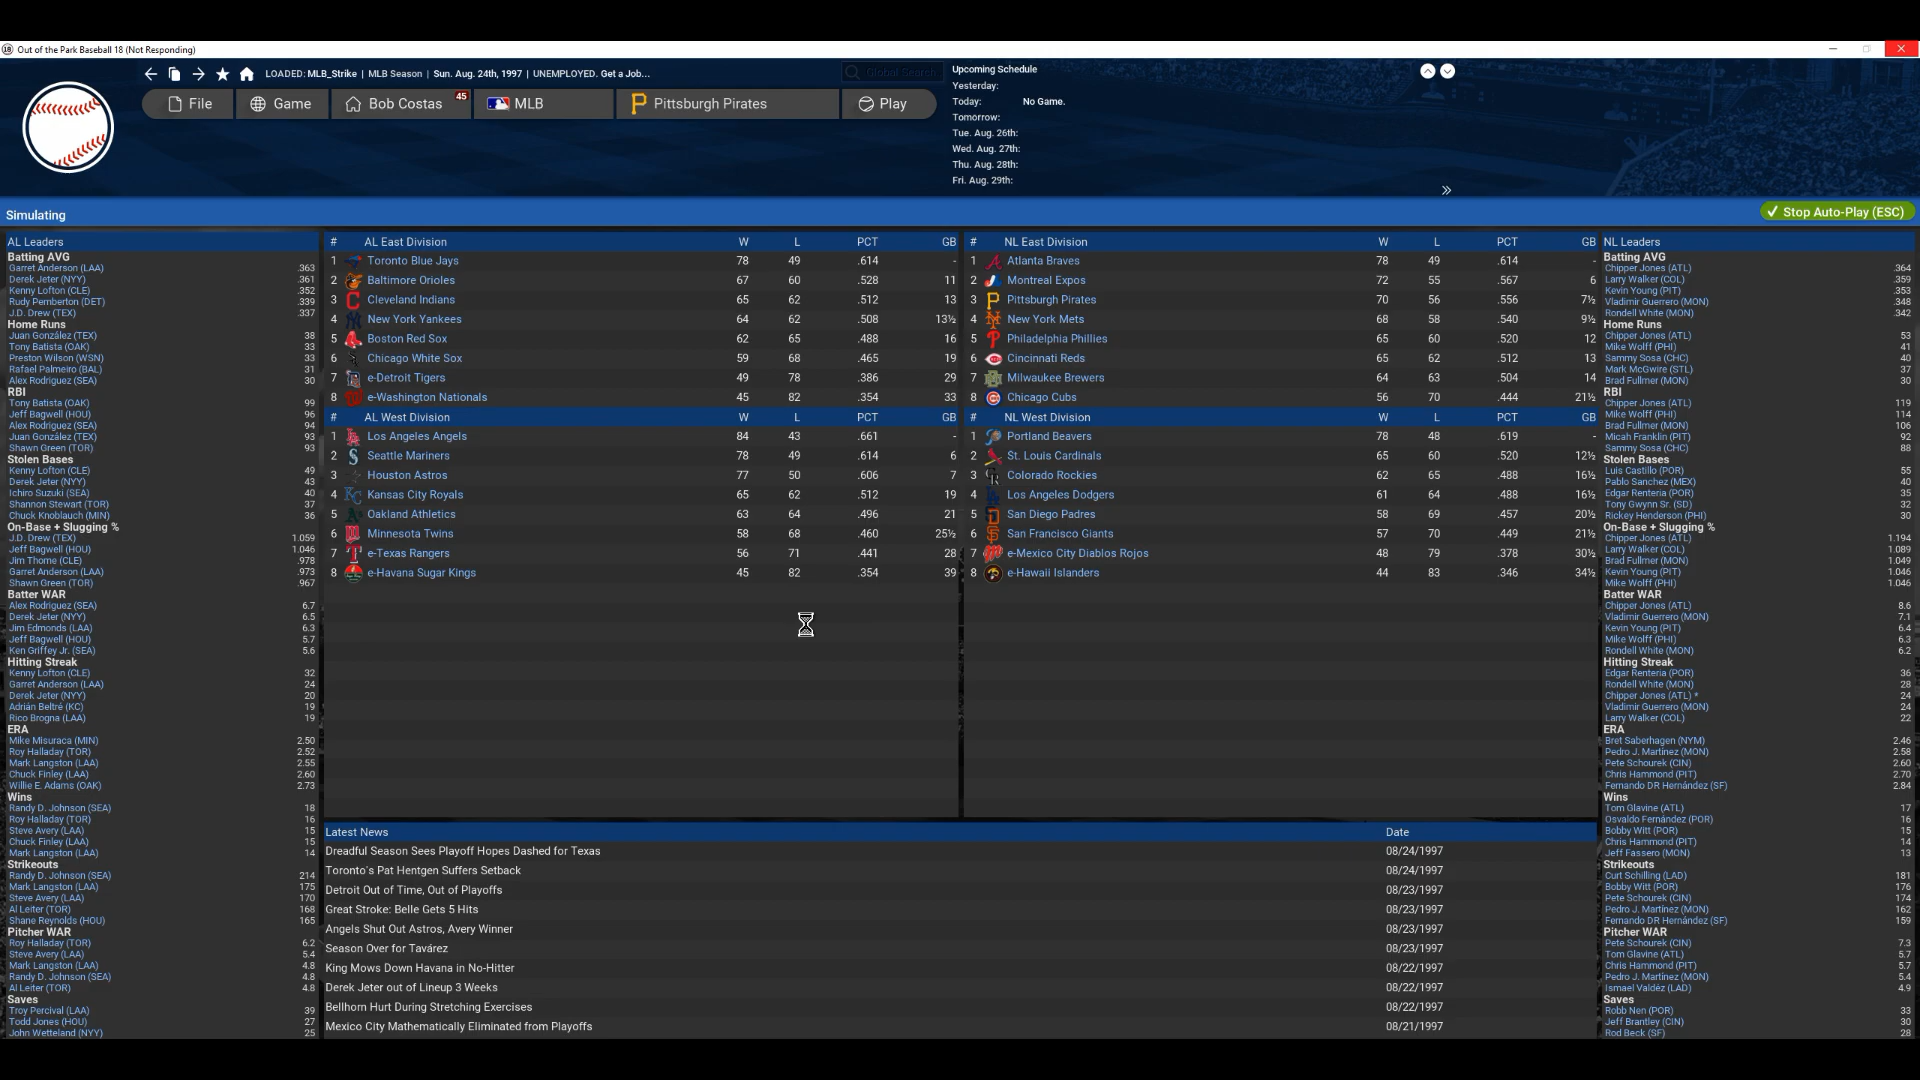 Out of the Park Baseball 18 (Not Responding)
LOADED: MLB_Strike | MLB Season | Sun. Aug. 24th, 1997 | UNEMPLOYED. Get a Job...
Global Search
File
Game
Bob Costas 45
MLB
Pittsburgh Pirates
Play
Upcoming Schedule
Yesterday:
Today: No Game.
Tomorrow:
Tue. Aug. 26th:
Wed. Aug. 27th:
Thu. Aug. 28th:
Fri. Aug. 29th:
Simulating
Stop Auto-Play (ESC)
AL Leaders
Batting AVG
Garret Anderson (LAA) .363
Derek Jeter (NYY) .361
Kenny Lofton (CLE) .352
Rudy Pemberton (DET) .339
J.D. Drew (TEX) .337
Home Runs
Juan González (TEX) 38
Tony Batista (OAK) 33
Preston Wilson (WSN) 33
Rafael Palmeiro (BAL) 31
Alex Rodriguez (SEA) 30
RBI
Tony Batista (OAK) 99
Jeff Bagwell (HOU) 96
Alex Rodriguez (SEA) 94
Juan González (TEX) 93
Shawn Green (TOR) 93
Stolen Bases
Kenny Lofton (CLE) 49
Derek Jeter (NYY) 43
Ichiro Suzuki (SEA) 40
Shannon Stewart (TOR) 37
Chuck Knoblauch (MIN) 36
On-Base + Slugging %
J.D. Drew (TEX) 1.059
Jeff Bagwell (HOU) 1.046
Jim Thome (CLE) .978
Garret Anderson (LAA) .973
Shawn Green (TOR) .967
Batter WAR
Alex Rodriguez (SEA) 6.7
Derek Jeter (NYY) 6.5
Jim Edmonds (LAA) 6.3
Jeff Bagwell (HOU) 5.7
Ken Griffey Jr. (SEA) 5.6
Hitting Streak
Kenny Lofton (CLE) 32
Garret Anderson (LAA) 24
Derek Jeter (NYY) 20
Adrián Beltré (KC) 19
Rico Brogna (LAA) 19
ERA
Mike Misuraca (MIN) 2.50
Roy Halladay (TOR) 2.52
Mark Langston (LAA) 2.55
Chuck Finley (LAA) 2.60
Willie E. Adams (OAK) 2.73
Wins
Randy D. Johnson (SEA) 18
Roy Halladay (TOR) 16
Steve Avery (LAA) 15
Chuck Finley (LAA) 15
Mark Langston (LAA) 14
Strikeouts
Randy D. Johnson (SEA) 214
Mark Langston (LAA) 175
Steve Avery (LAA) 170
Al Leiter (TOR) 168
Shane Reynolds (HOU) 165
Pitcher WAR
Roy Halladay (TOR) 6.2
Steve Avery (LAA) 5.4
Mark Langston (LAA) 4.8
Randy D. Johnson (SEA) 4.8
Al Leiter (TOR) 4.8
Saves
Troy Percival (LAA) 39
Todd Jones (HOU) 27
John Wetteland (NYY) 25
# AL East Division W L PCT GB
1 Toronto Blue Jays 78 49 .614 -
2 Baltimore Orioles 67 60 .528 11
3 Cleveland Indians 65 62 .512 13
4 New York Yankees 64 62 .508 13½
5 Boston Red Sox 62 65 .488 16
6 Chicago White Sox 59 68 .465 19
7 e-Detroit Tigers 49 78 .386 29
8 e-Washington Nationals 45 82 .354 33
# AL West Division W L PCT GB
1 Los Angeles Angels 84 43 .661 -
2 Seattle Mariners 78 49 .614 6
3 Houston Astros 77 50 .606 7
4 Kansas City Royals 65 62 .512 19
5 Oakland Athletics 63 64 .496 21
6 Minnesota Twins 58 68 .460 25½
7 e-Texas Rangers 56 71 .441 28
8 e-Havana Sugar Kings 45 82 .354 39
# NL East Division W L PCT GB
1 Atlanta Braves 78 49 .614 -
2 Montreal Expos 72 55 .567 6
3 Pittsburgh Pirates 70 56 .556 7½
4 New York Mets 68 58 .540 9½
5 Philadelphia Phillies 65 60 .520 12
6 Cincinnati Reds 65 62 .512 13
7 Milwaukee Brewers 64 63 .504 14
8 Chicago Cubs 56 70 .444 21½
# NL West Division W L PCT GB
1 Portland Beavers 78 48 .619 -
2 St. Louis Cardinals 65 60 .520 12½
3 Colorado Rockies 62 65 .488 16½
4 Los Angeles Dodgers 61 64 .488 16½
5 San Diego Padres 58 69 .457 20½
6 San Francisco Giants 57 70 .449 21½
7 e-Mexico City Diablos Rojos 48 79 .378 30½
8 e-Hawaii Islanders 44 83 .346 34½
Latest News Date
Dreadful Season Sees Playoff Hopes Dashed for Texas 08/24/1997
Toronto's Pat Hentgen Suffers Setback 08/24/1997
Detroit Out of Time, Out of Playoffs 08/23/1997
Great Stroke: Belle Gets 5 Hits 08/23/1997
Angels Shut Out Astros, Avery Winner 08/23/1997
Season Over for Tavárez 08/23/1997
King Mows Down Havana in No-Hitter 08/22/1997
Derek Jeter out of Lineup 3 Weeks 08/22/1997
Bellhorn Hurt During Stretching Exercises 08/22/1997
Mexico City Mathematically Eliminated from Playoffs 08/21/1997
NL Leaders
Batting AVG
Chipper Jones (ATL) .364
Larry Walker (COL) .359
Kevin Young (PIT) .353
Vladimir Guerrero (MON) .348
Rondell White (MON) .342
Home Runs
Chipper Jones (ATL) 53
Mike Wolff (PHI) 41
Sammy Sosa (CHC) 40
Mark McGwire (STL) 37
Brad Fullmer (MON) 30
RBI
Chipper Jones (ATL) 119
Mike Wolff (PHI) 114
Brad Fullmer (MON) 106
Micah Franklin (PIT) 92
Sammy Sosa (CHC) 88
Stolen Bases
Luis Castillo (POR) 55
Pablo Sanchez (MEX) 40
Edgar Renteria (POR) 35
Tony Gwynn Sr. (SD) 32
Rickey Henderson (PHI) 30
On-Base + Slugging %
Chipper Jones (ATL) 1.194
Larry Walker (COL) 1.089
Brad Fullmer (MON) 1.049
Kevin Young (PIT) 1.046
Mike Wolff (PHI) 1.046
Batter WAR
Chipper Jones (ATL) 8.6
Vladimir Guerrero (MON) 7.1
Kevin Young (PIT) 6.4
Mike Wolff (PHI) 6.3
Rondell White (MON) 6.2
Hitting Streak
Edgar Renteria (POR) 36
Rondell White (MON) 28
Chipper Jones (ATL) * 24
Vladimir Guerrero (MON) 24
Larry Walker (COL) 22
ERA
Bret Saberhagen (NYM) 2.46
Pedro J. Martínez (MON) 2.58
Pete Schourek (CIN) 2.60
Chris Hammond (PIT) 2.70
Fernando DR Hernández (SF) 2.84
Wins
Tom Glavine (ATL) 17
Osvaldo Fernández (POR) 16
Bobby Witt (POR) 15
Chris Hammond (PIT) 14
Jeff Fassero (MON) 13
Strikeouts
Curt Schilling (LAD) 181
Bobby Witt (POR) 176
Pete Schourek (CIN) 174
Pedro J. Martínez (MON) 162
Fernando DR Hernández (SF) 159
Pitcher WAR
Pete Schourek (CIN) 7.3
Tom Glavine (ATL) 5.7
Chris Hammond (PIT) 5.7
Pedro J. Martínez (MON) 5.4
Ismael Valdéz (LAD) 4.9
Saves
Robb Nen (POR) 33
Jeff Brantley (CIN) 30
Rod Beck (SF) 28